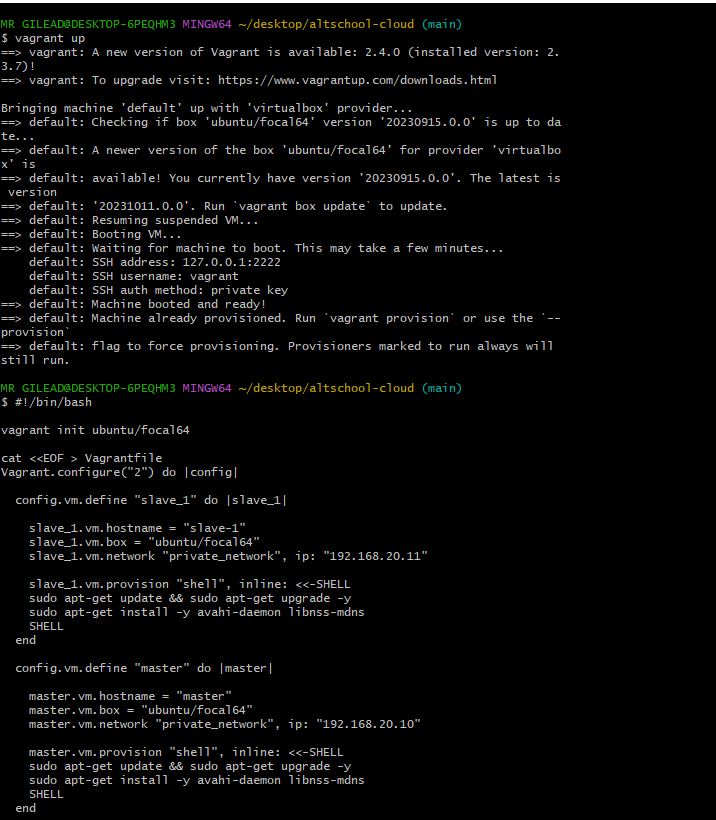 MR GILEAD@DESKTOP-6PEQHM3 MINGW64 ~/desktop/altschool-cloud (main)
$ vagrant up
==> vagrant: A new version of Vagrant is available: 2.4.0 (installed version: 2.
3.7)!
==> vagrant: To upgrade visit: https://www.vagrantup.com/downloads.html

Bringing machine 'default' up with 'virtualbox' provider...
==> default: Checking if box 'ubuntu/focal64' version '20230915.0.0' is up to da
te...
==> default: A newer version of the box 'ubuntu/focal64' for provider 'virtualbo
x' is
==> default: available! You currently have version '20230915.0.0'. The latest is
 version
==> default: '20231011.0.0'. Run `vagrant box update` to update.
==> default: Resuming suspended VM...
==> default: Booting VM...
==> default: Waiting for machine to boot. This may take a few minutes...
    default: SSH address: 127.0.0.1:2222
    default: SSH username: vagrant
    default: SSH auth method: private key
==> default: Machine booted and ready!
==> default: Machine already provisioned. Run `vagrant provision` or use the `--
provision`
==> default: flag to force provisioning. Provisioners marked to run always will
still run.

MR GILEAD@DESKTOP-6PEQHM3 MINGW64 ~/desktop/altschool-cloud (main)
$ #!/bin/bash

vagrant init ubuntu/focal64

cat <<EOF > Vagrantfile
Vagrant.configure("2") do |config|

  config.vm.define "slave_1" do |slave_1|

    slave_1.vm.hostname = "slave-1"
    slave_1.vm.box = "ubuntu/focal64"
    slave_1.vm.network "private_network", ip: "192.168.20.11"

    slave_1.vm.provision "shell", inline: <<-SHELL
    sudo apt-get update && sudo apt-get upgrade -y
    sudo apt-get install -y avahi-daemon libnss-mdns
    SHELL
  end

  config.vm.define "master" do |master|

    master.vm.hostname = "master"
    master.vm.box = "ubuntu/focal64"
    master.vm.network "private_network", ip: "192.168.20.10"

    master.vm.provision "shell", inline: <<-SHELL
    sudo apt-get update && sudo apt-get upgrade -y
    sudo apt-get install -y avahi-daemon libnss-mdns
    SHELL
  end